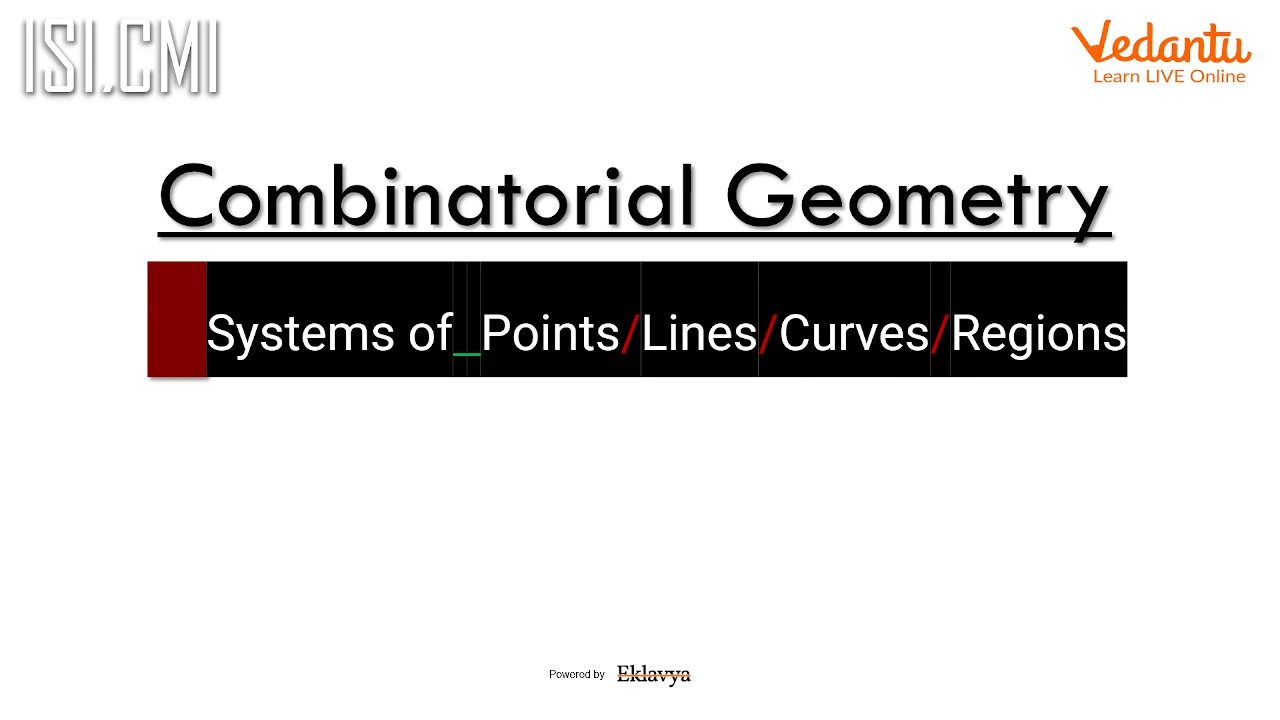 ISI,CMI
Vedantu
Learn LIVE Online
Combinatorial Geometry
Systems of_Points/Lines/Curves/Regions
Powered by Eklavya